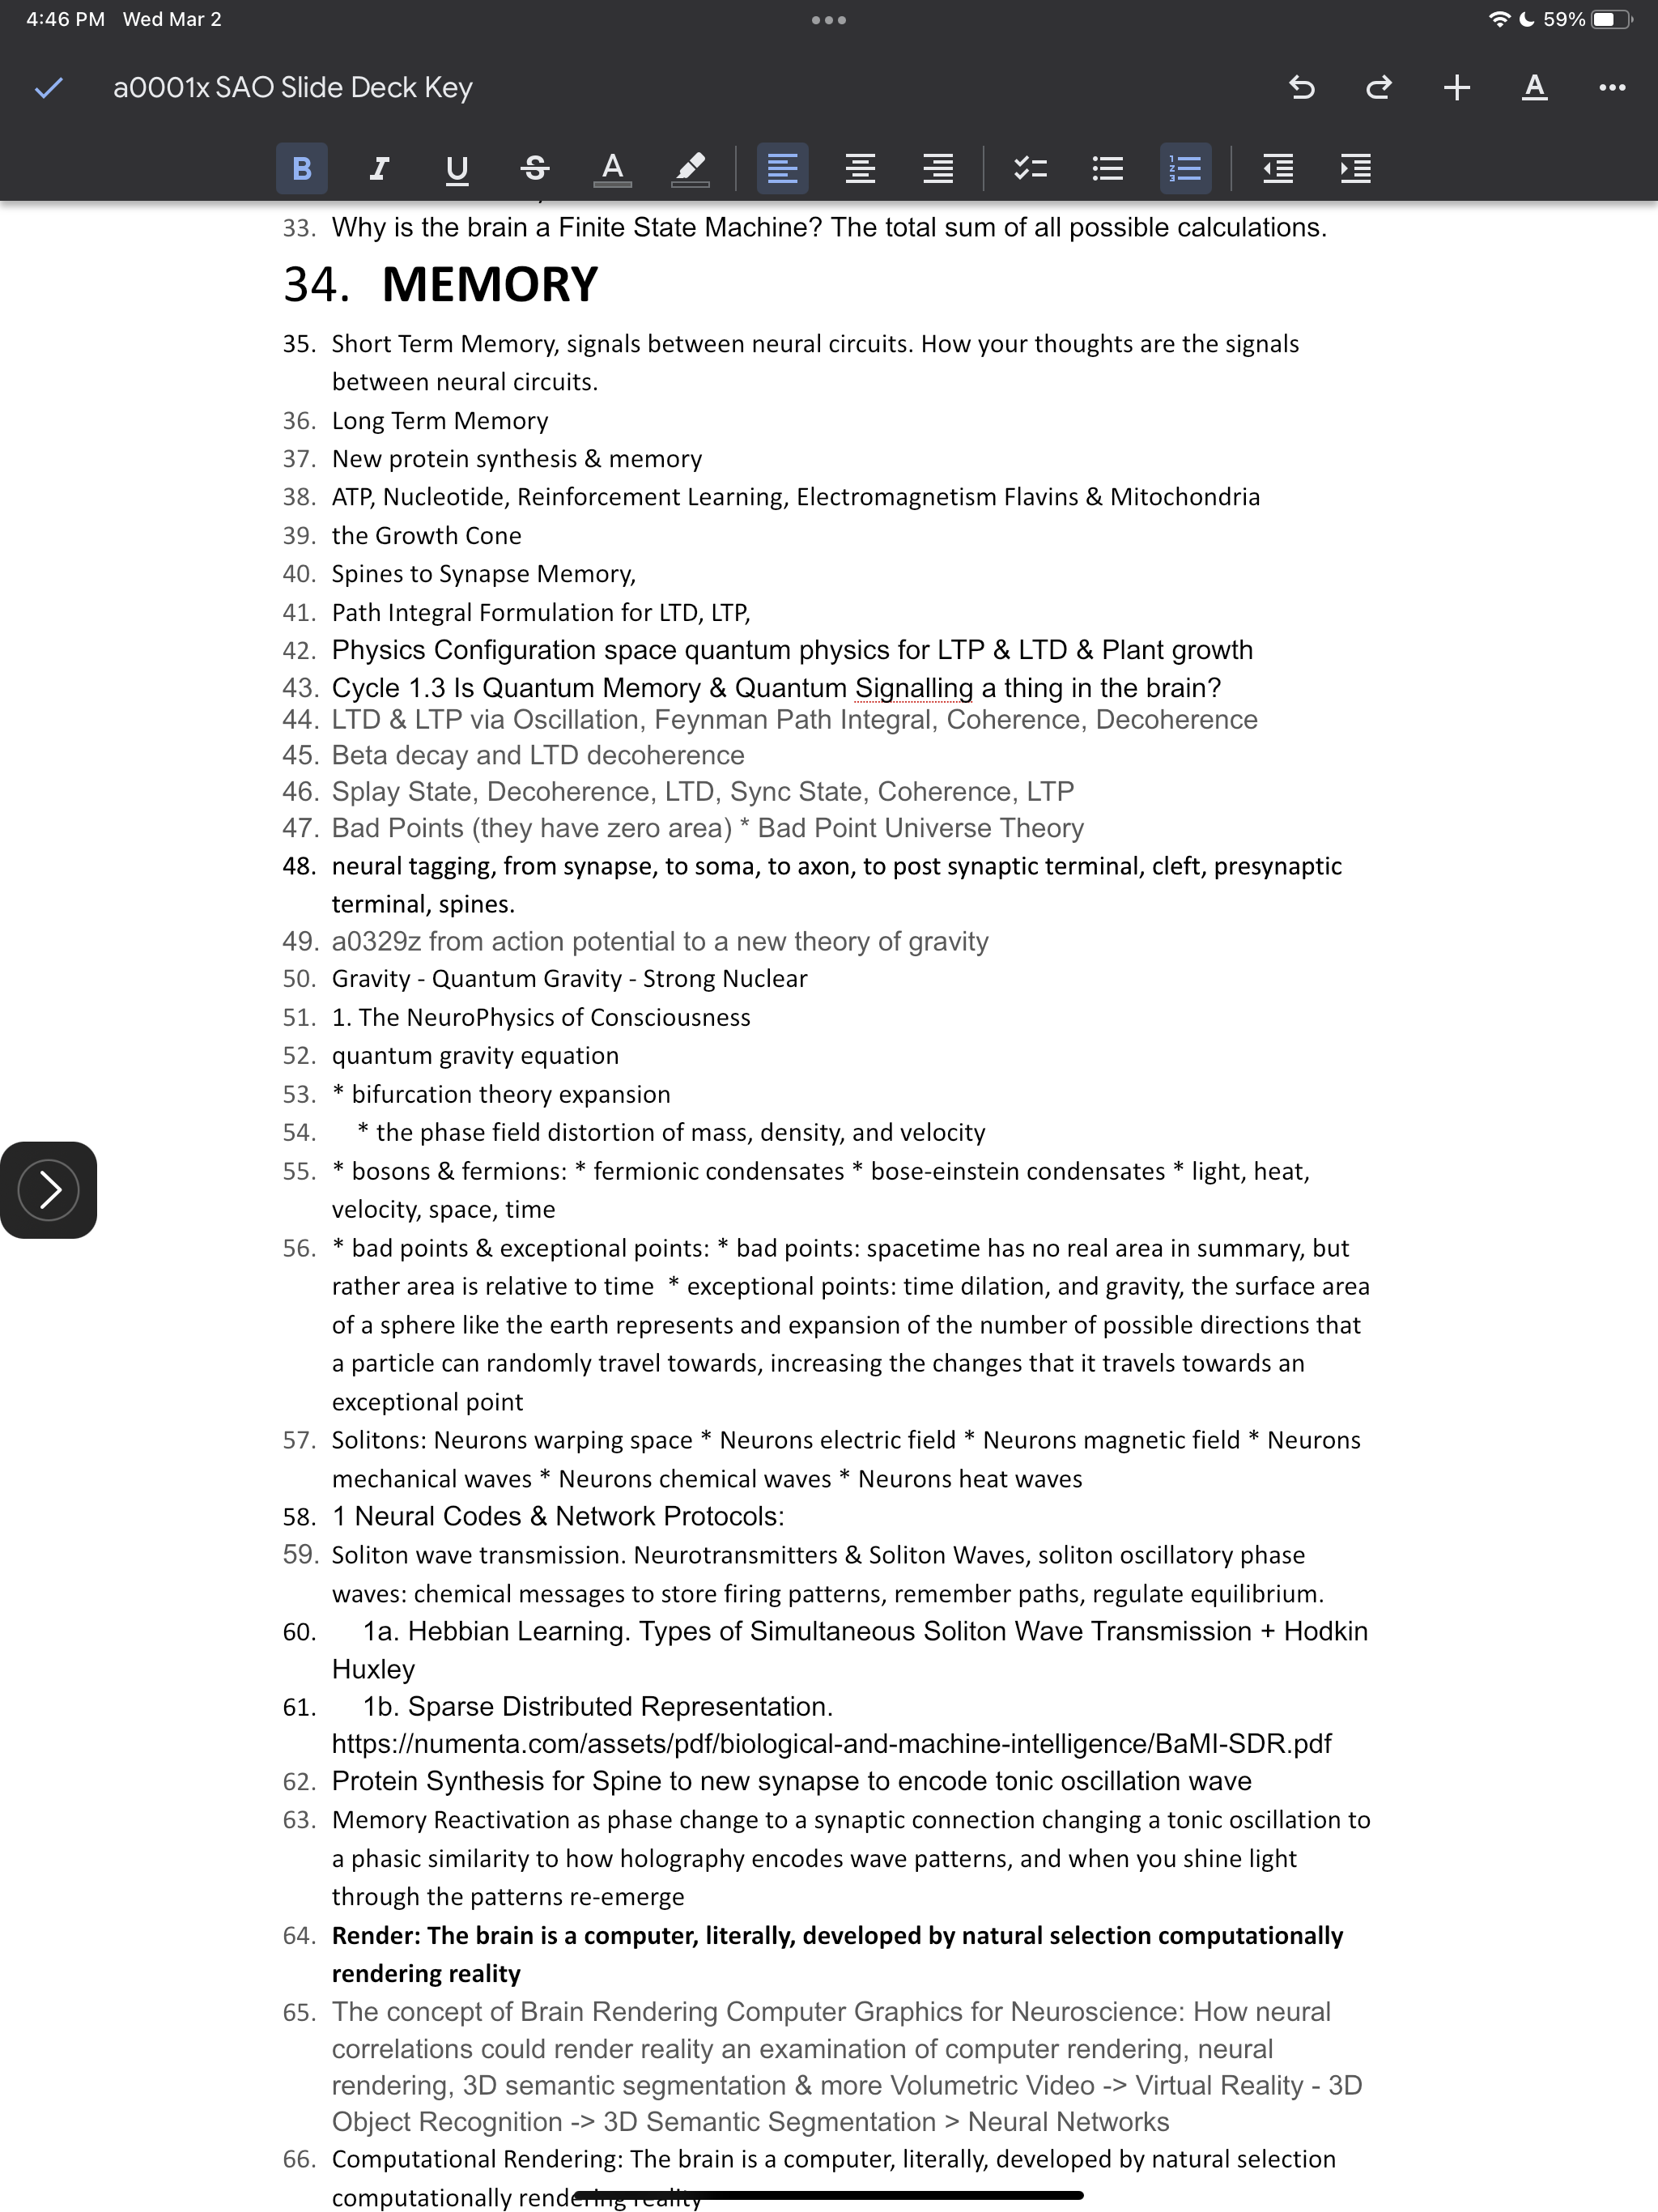 4:46 PM Wed Mar 2
59%
a0001x SAO Slide Deck Key
A
B I U S A
33. Why is the brain a Finite State Machine? The total sum of all possible calculations.
34. MEMORY
35. Short Term Memory, signals between neural circuits. How your thoughts are the signals
between neural circuits.
36. Long Term Memory
37. New protein synthesis & memory
38. ATP, Nucleotide, Reinforcement Learning, Electromagnetism Flavins & Mitochondria
39. the Growth Cone
40. Spines to Synapse Memory,
41. Path Integral Formulation for LTD, LTP,
42. Physics Configuration space quantum physics for LTP & LTD & Plant growth
43. Cycle 1.3 Is Quantum Memory & Quantum Signalling a thing in the brain?
44. LTD & LTP via Oscillation, Feynman Path Integral, Coherence, Decoherence
45. Beta decay and LTD decoherence
46. Splay State, Decoherence, LTD, Sync State, Coherence, LTP
47. Bad Points (they have zero area) * Bad Point Universe Theory
48. neural tagging, from synapse, to soma, to axon, to post synaptic terminal, cleft, presynaptic
terminal, spines.
49. a0329z from action potential to a new theory of gravity
50. Gravity - Quantum Gravity - Strong Nuclear
51. 1. The NeuroPhysics of Consciousness
52. quantum gravity equation
53. * bifurcation theory expansion
54. * the phase field distortion of mass, density, and velocity
55. * bosons & fermions: * fermionic condensates * bose-einstein condensates * light, heat,
velocity, space, time
56. * bad points & exceptional points: * bad points: spacetime has no real area in summary, but
rather area is relative to time * exceptional points: time dilation, and gravity, the surface area
of a sphere like the earth represents and expansion of the number of possible directions that
a particle can randomly travel towards, increasing the changes that it travels towards an
exceptional point
57. Solitons: Neurons warping space * Neurons electric field * Neurons magnetic field * Neurons
mechanical waves * Neurons chemical waves * Neurons heat waves
58. 1 Neural Codes & Network Protocols:
59. Soliton wave transmission. Neurotransmitters & Soliton Waves, soliton oscillatory phase
waves: chemical messages to store firing patterns, remember paths, regulate equilibrium.
60. 1a. Hebbian Learning. Types of Simultaneous Soliton Wave Transmission + Hodkin
Huxley
61. 1b. Sparse Distributed Representation.
https://numenta.com/assets/pdf/biological-and-machine-intelligence/BaMI-SDR.pdf
62. Protein Synthesis for Spine to new synapse to encode tonic oscillation wave
63. Memory Reactivation as phase change to a synaptic connection changing a tonic oscillation to
a phasic similarity to how holography encodes wave patterns, and when you shine light
through the patterns re-emerge
64. Render: The brain is a computer, literally, developed by natural selection computationally
rendering reality
65. The concept of Brain Rendering Computer Graphics for Neuroscience: How neural
correlations could render reality an examination of computer rendering, neural
rendering, 3D semantic segmentation & more Volumetric Video -> Virtual Reality - 3D
Object Recognition -> 3D Semantic Segmentation > Neural Networks
66. Computational Rendering: The brain is a computer, literally, developed by natural selection
computationally rendering reality